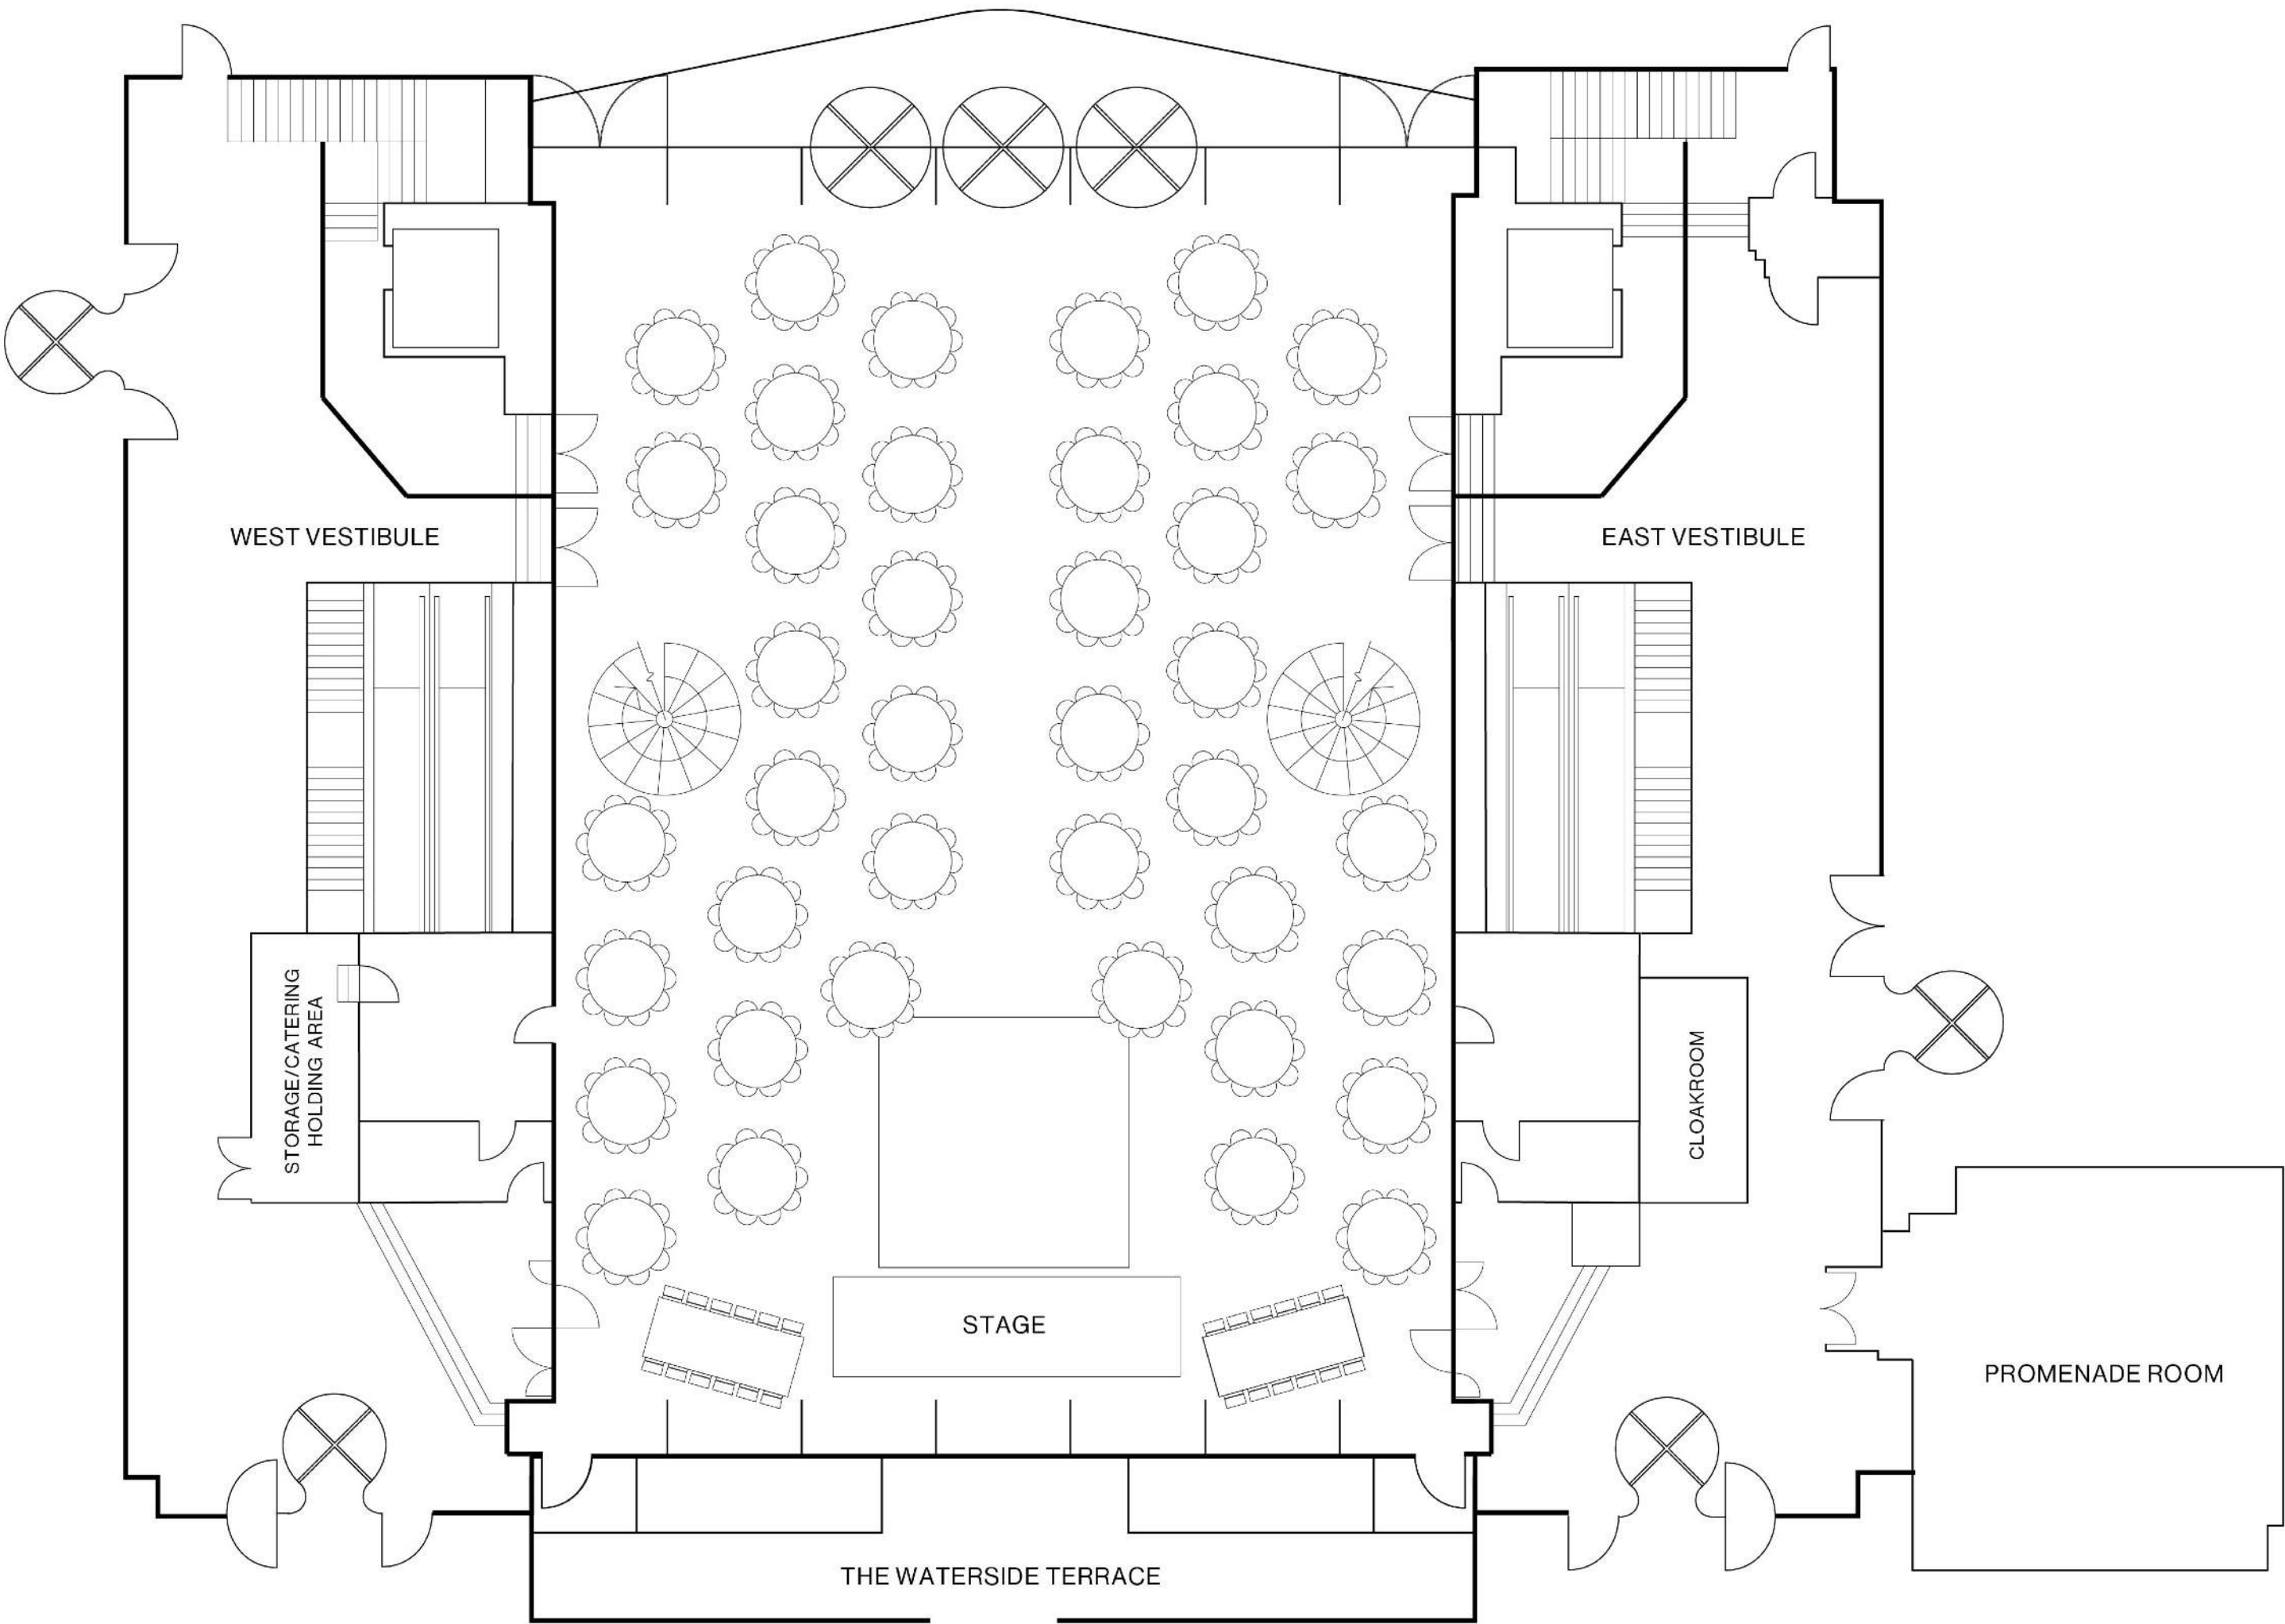 WEST VESTIBULE
EAST VESTIBULE
STORAGE/CATERING
HOLDING AREA
CLOAKROOM
STAGE
PROMENADE ROOM
THE WATERSIDE TERRACE